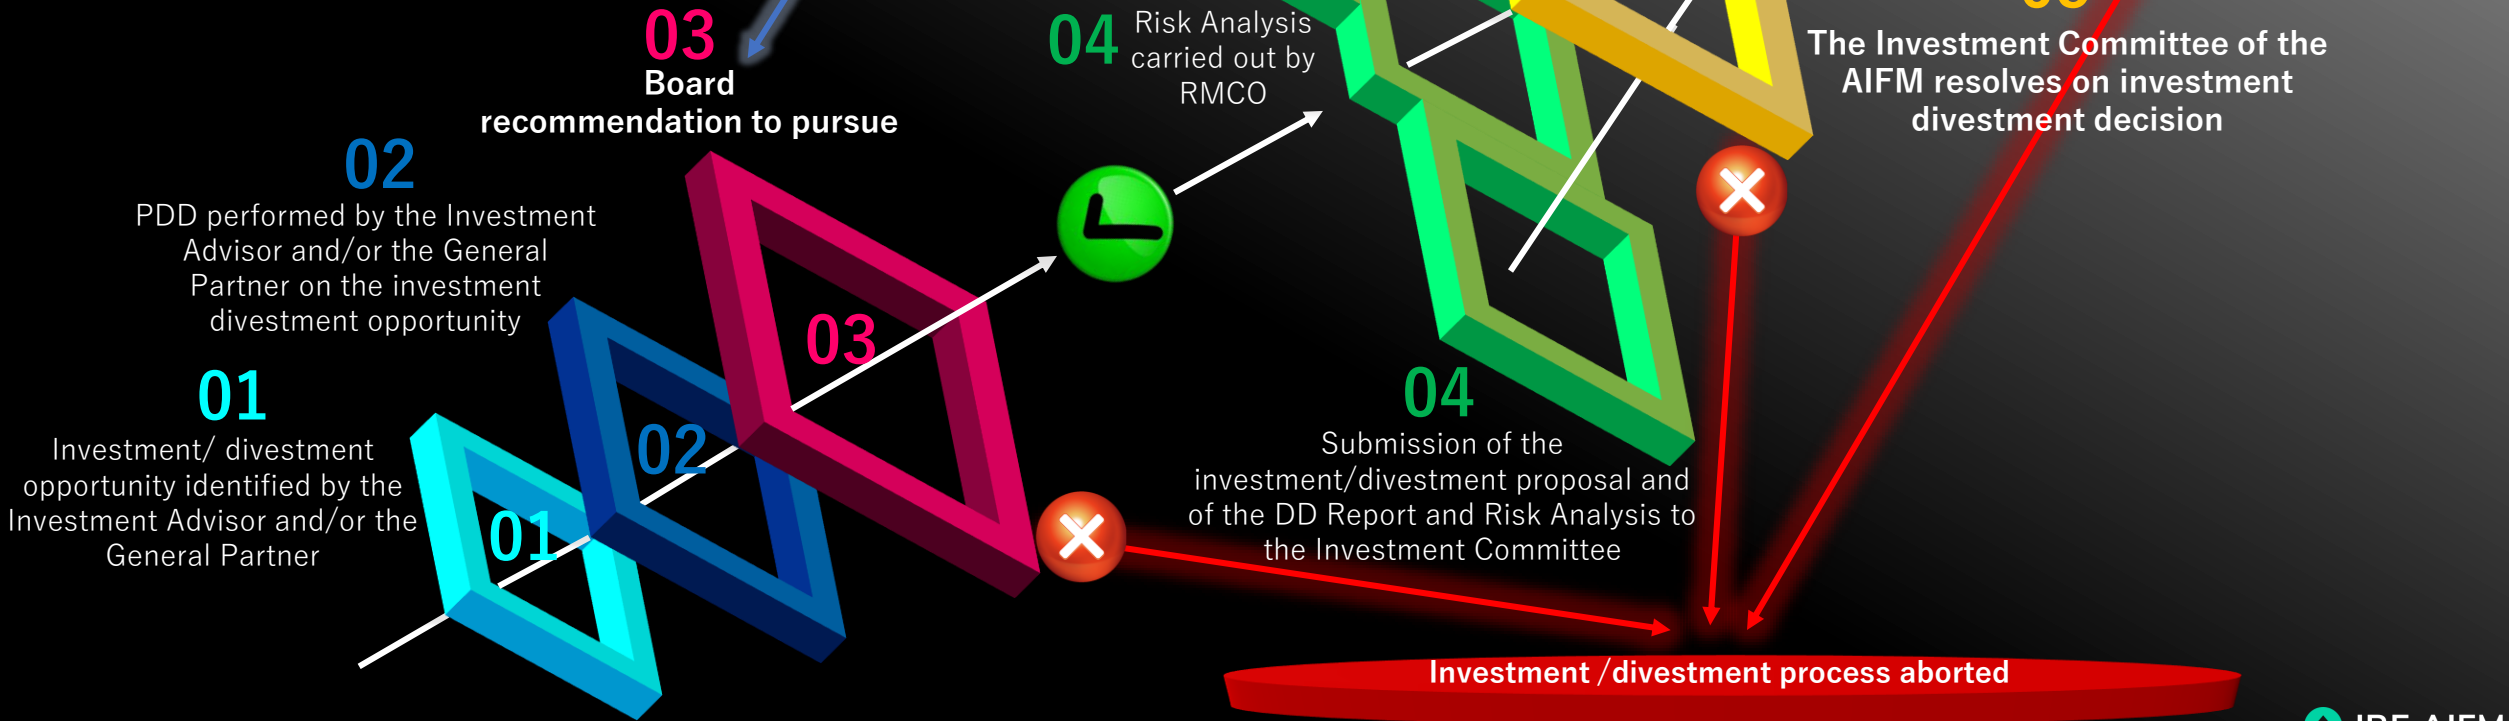 03
Board
recommendation to pursue
04
Risk Analysis
carried out by
RMCO
The Investment Committee of the
AIFM resolves on investment
divestment decision
02
PDD performed by the Investment
Advisor and/or the General
Partner on the investment
divestment opportunity
01
Investment/ divestment
opportunity identified by the
Investment Advisor and/or the
General Partner
01
02
03
04
Submission of the
investment/divestment proposal and
of the DD Report and Risk Analysis to
the Investment Committee
Investment /divestment process aborted